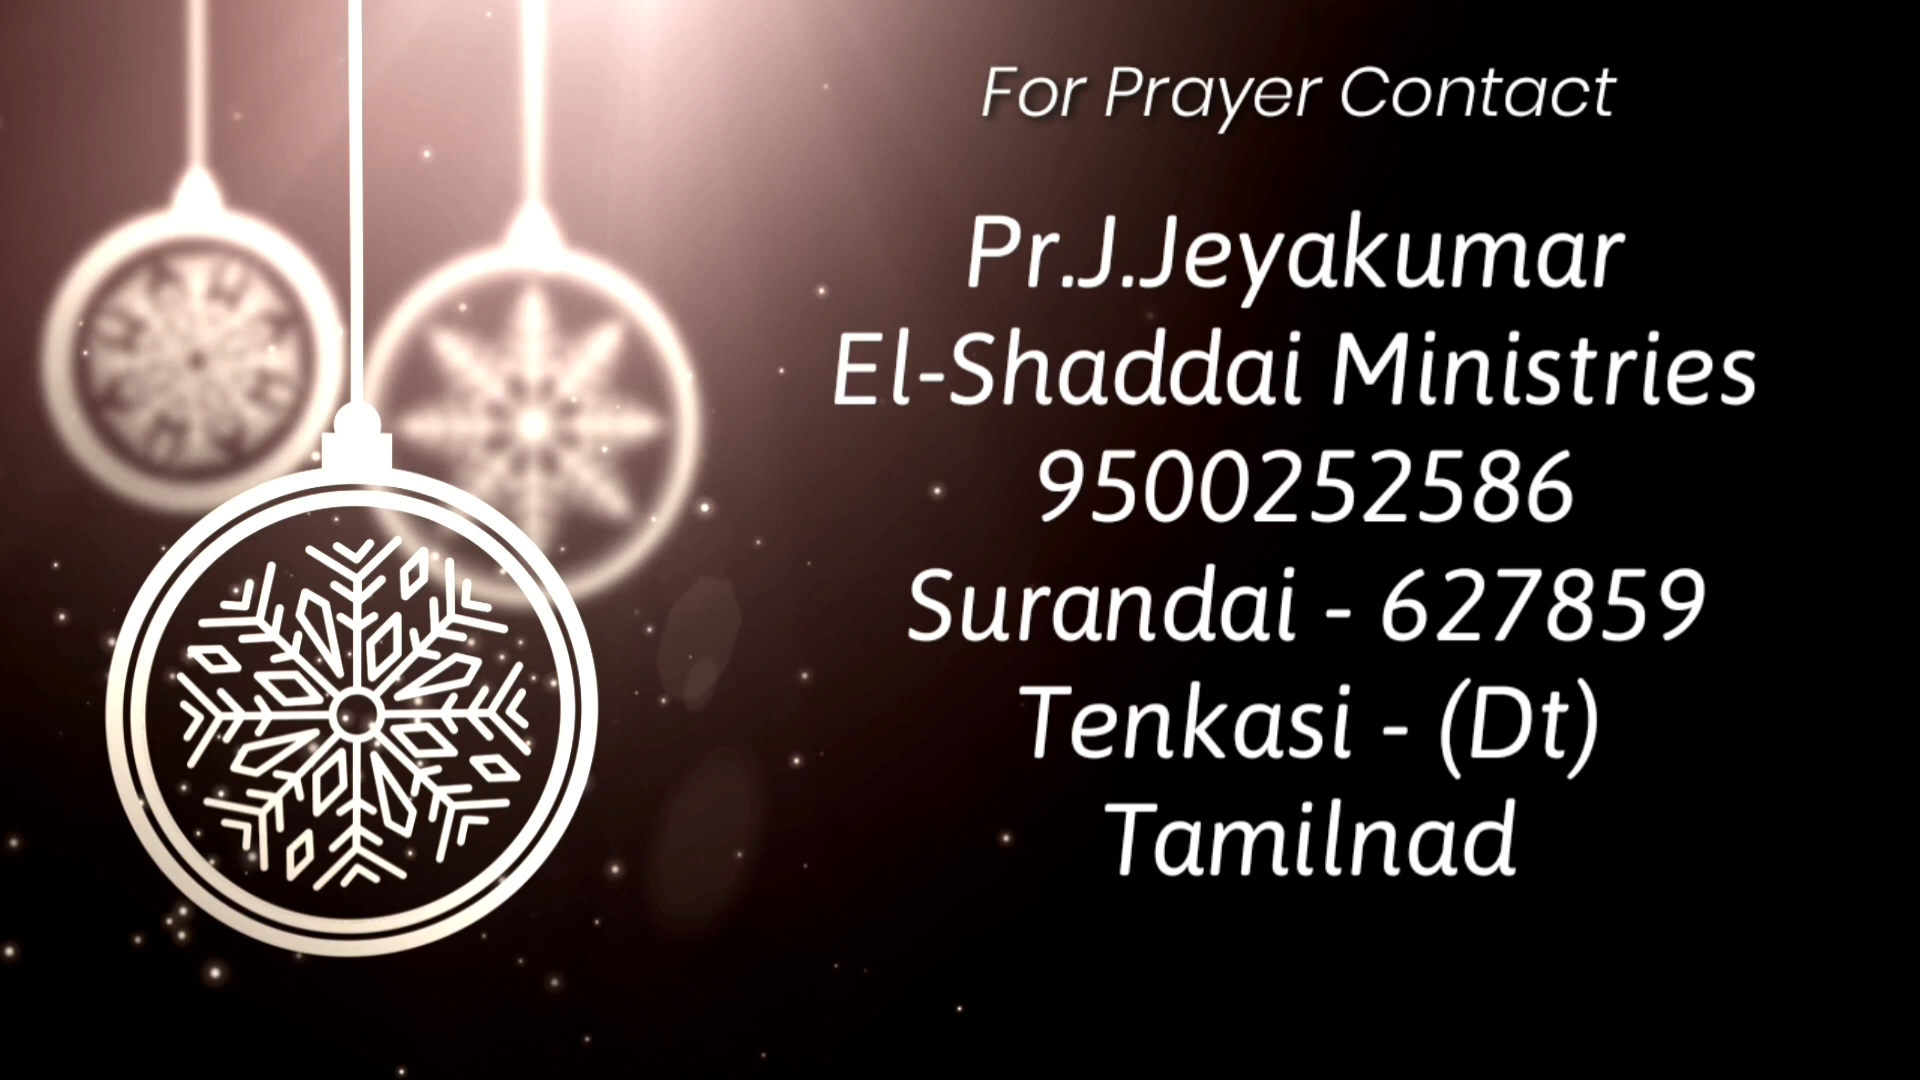 For Prayer Contact
Pr.J.Jeyakumar
El-Shaddai Ministries
9500252586
Surandai - 627859
Tenkasi - (Dt)
Tamilnad